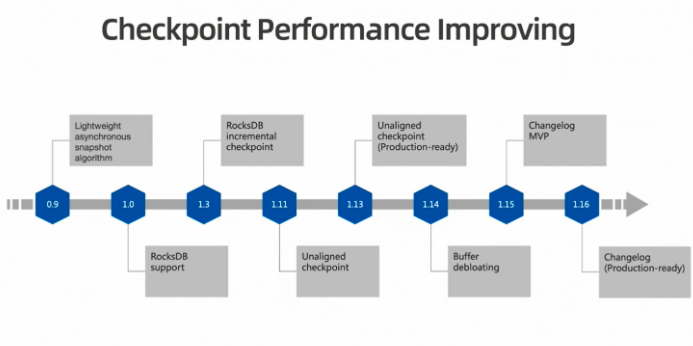 Checkpoint Performance Improving
Lightweight
asynchronous
snapshot
algorithm
RocksDB
incremental
checkpoint
Unaligned
checkpoint
(Production-ready)
Changelog
MVP
0.9
1.0
1.3
1.11
1.13
1.14
1.15
1.16
RocksDB
support
Unaligned
checkpoint
Buffer
debloating
Changelog
(Production-ready)